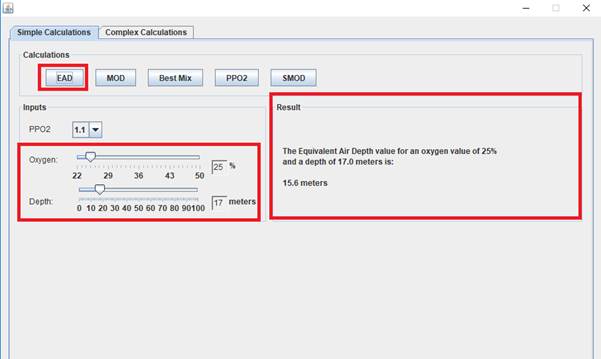 Simple Calculations Complex Calculations
Calculations
EAD MOD Best Mix PPO2 SMOD
Inputs
PPO2 1.1
Oxygen: 25 %
22 29 36 43 50
Depth: 17 meters
0 10 20 30 40 50 60 70 80 90100
Result
The Equivalent Air Depth value for an oxygen value of 25%
and a depth of 17.0 meters is:
15.6 meters